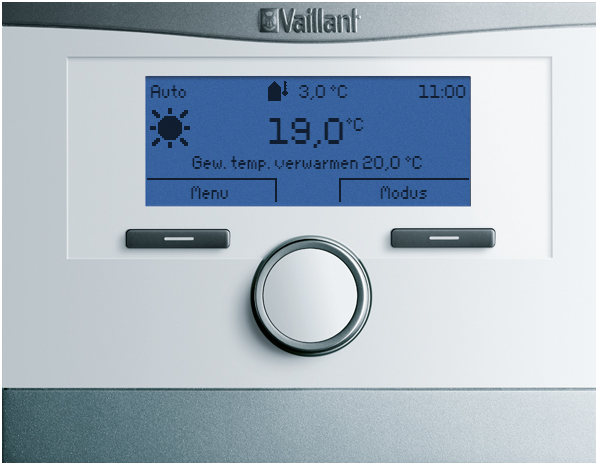 Vaillant
Auto 3,0 °C 11:00
19,0 °C
Gew. temp. verwarmen 20,0 °C
Menu Modus